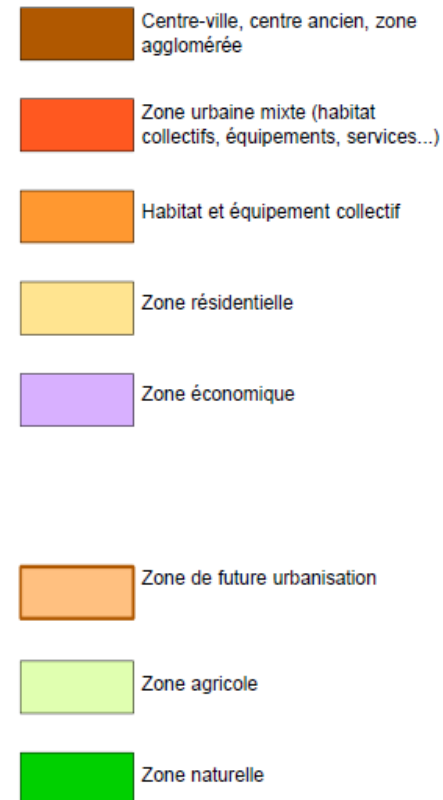 Centre-ville, centre ancien, zone
agglomérée
Zone urbaine mixte (habitat
collectifs, équipements, services...)
Habitat et équipement collectif
Zone résidentielle
Zone économique
Zone de future urbanisation
Zone agricole
Zone naturelle